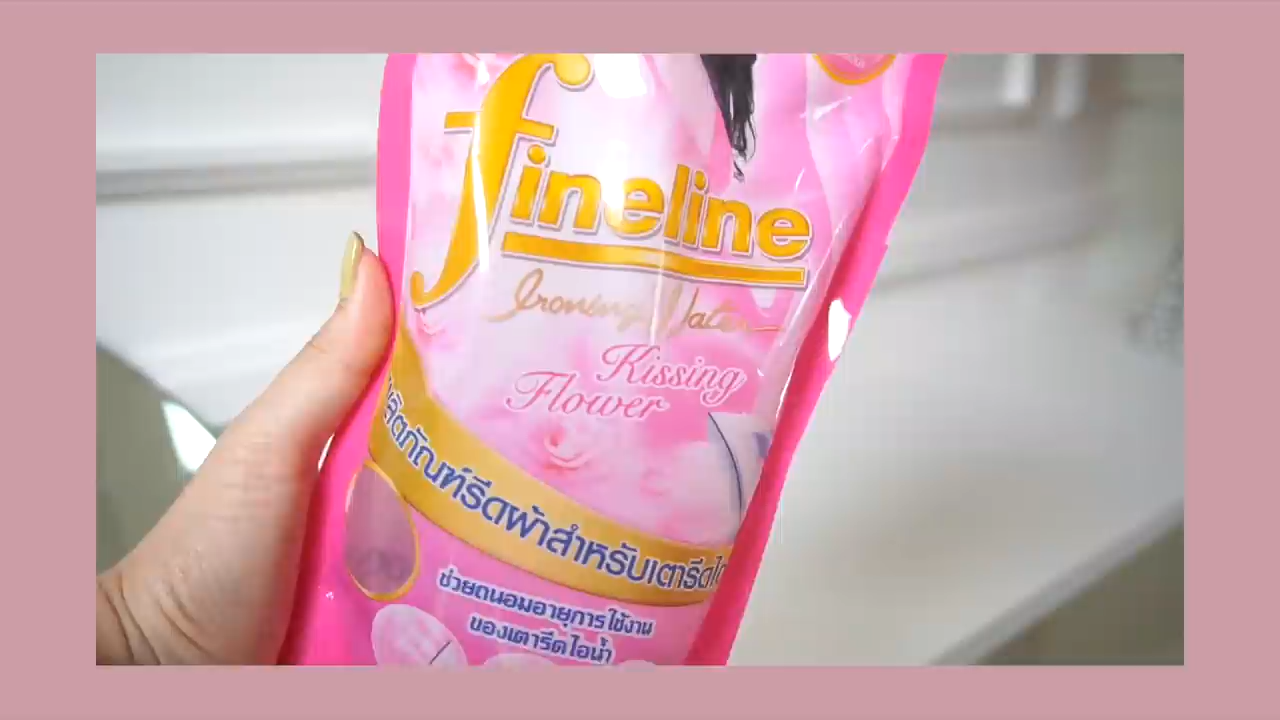 fineline
Ironing Water
Kissing
Flower
ผลิตภัณฑ์รีดผ้าสำหรับเตารีดไอ
ช่วยถนอมอายุการใช้งาน
ของเตารีดไอน้ำ